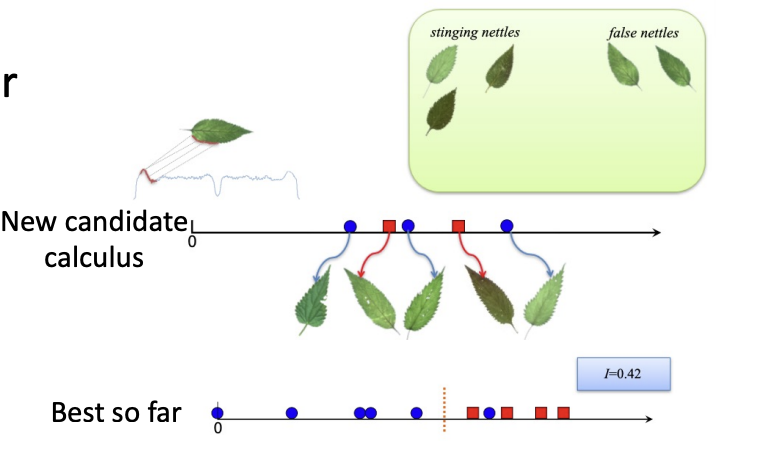 stinging nettles
false nettles
r
New candidate
calculus
0
I=0.42
Best so far
0